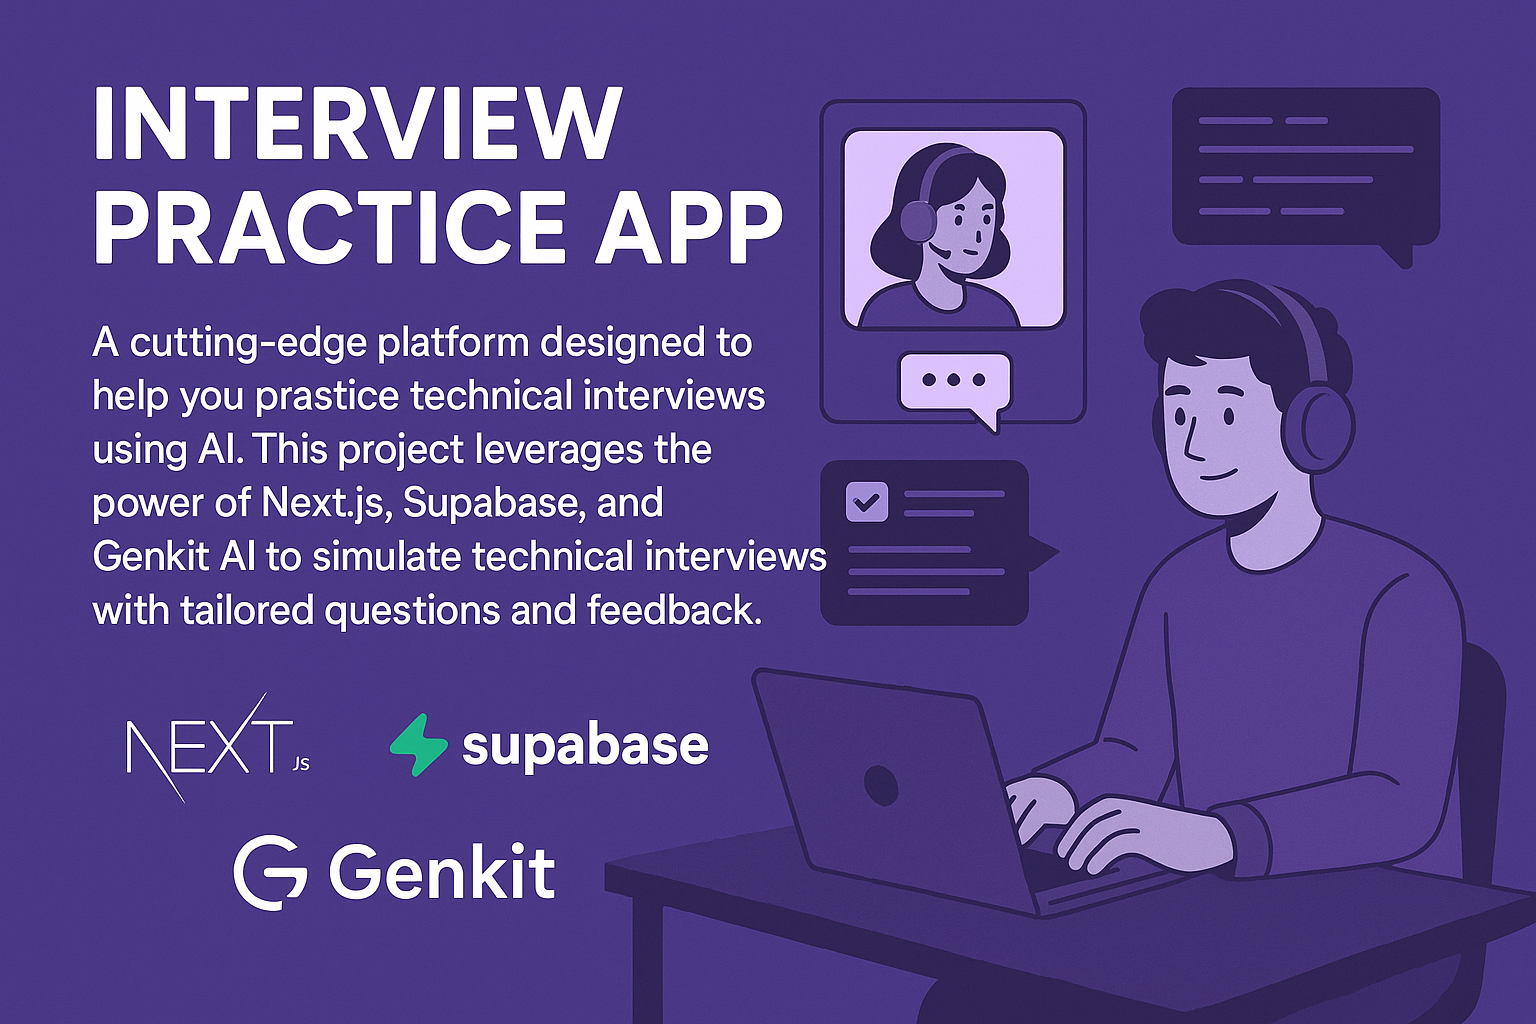 INTERVIEW
PRACTICE APP
A cutting-edge platform designed to
help you prastice technical interviews
using AI. This project leverages the
power of Next.js, Supabase, and
Genkit AI to simulate technical interviews
with tailored questions and feedback.
NEXT.JS
supabase
Genkit